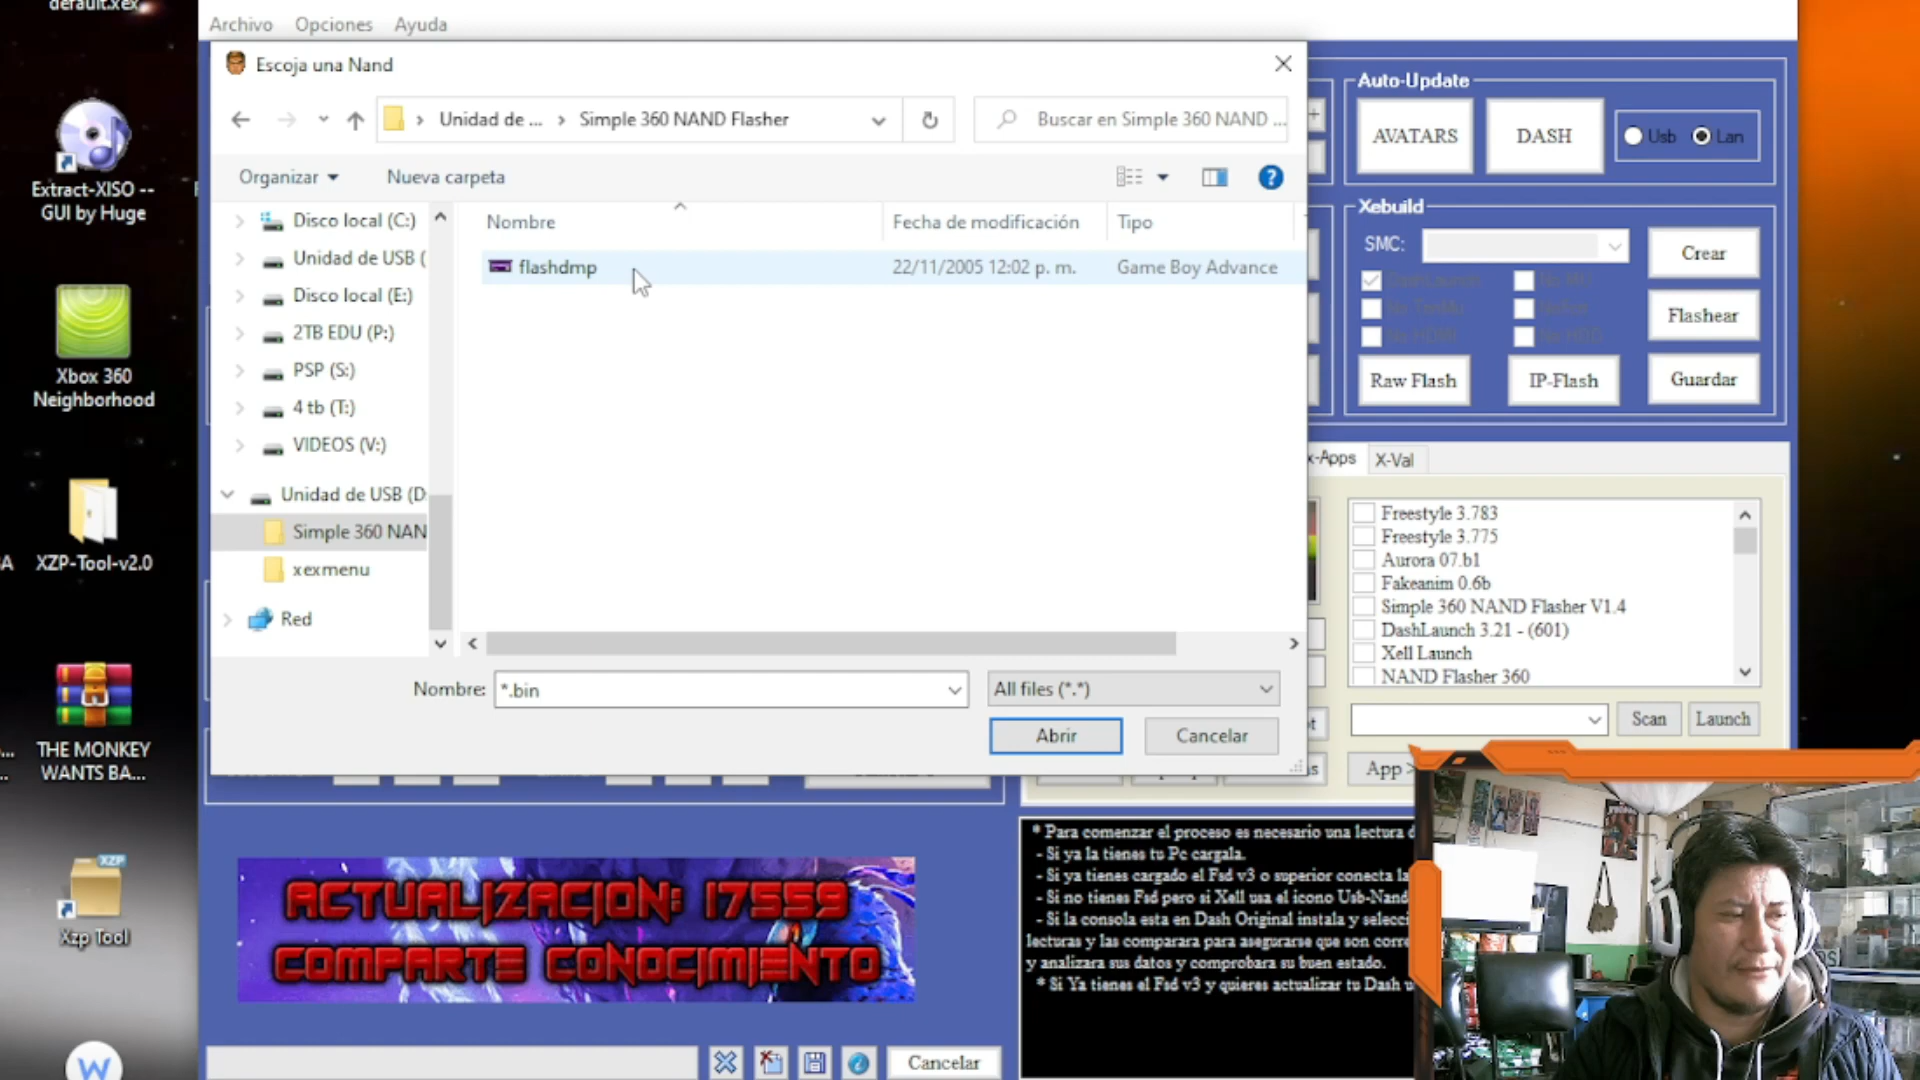 default.xex
Archivo Opciones Ayuda
Escoja una Nand
Unidad de ... Simple 360 NAND Flasher
Buscar en Simple 360 NAND ...
Organizar Nueva carpeta
Nombre Fecha de modificación Tipo
flashdmp 22/11/2005 12:02 p. m. Game Boy Advance
Disco local (C:)
Unidad de USB (
Disco local (E:)
2TB EDU (P:)
PSP (S:)
4 tb (T:)
VIDEOS (V:)
Unidad de USB (D
Simple 360 NAN
xexmenu
Red
Nombre: *.bin All files (*.*)
Abrir Cancelar
Extract-XISO --
GUI by Huge
Xbox 360
Neighborhood
XZP-Tool-v2.0
THE MONKEY
WANTS BA...
XZP
Xzp Tool
W
Auto-Update
AVATARS DASH Usb Lan
Xebuild
SMC: Crear
Flashear
Raw Flash IP-Flash Guardar
x-Apps X-Val
Freestyle 3.783
Freestyle 3.775
Aurora 07.b1
Fakeanim 0.6b
Simple 360 NAND Flasher V1.4
DashLaunch 3.21 - (601)
Xell Launch
NAND Flasher 360
Scan Launch
App >
* Para comenzar el proceso es necesario una lectura d
- Si ya la tienes tu Pc cargala.
- Si ya tienes cargado el Fsd v3 o superior conecta la
- Si no tienes Fsd pero si Xell usa el icono Usb-Nand
- Si la consola esta en Dash Original instala y selecci
lecturas y las comparara para asegurarse que son corre
y analizara sus datos y comprobara su buen estado.
* Si Ya tienes el Fsd v3 y quieres actualizar tu Dash u
ACTUALIZACION: 17559
COMPARTE CONOCIMIENTO
Cancelar